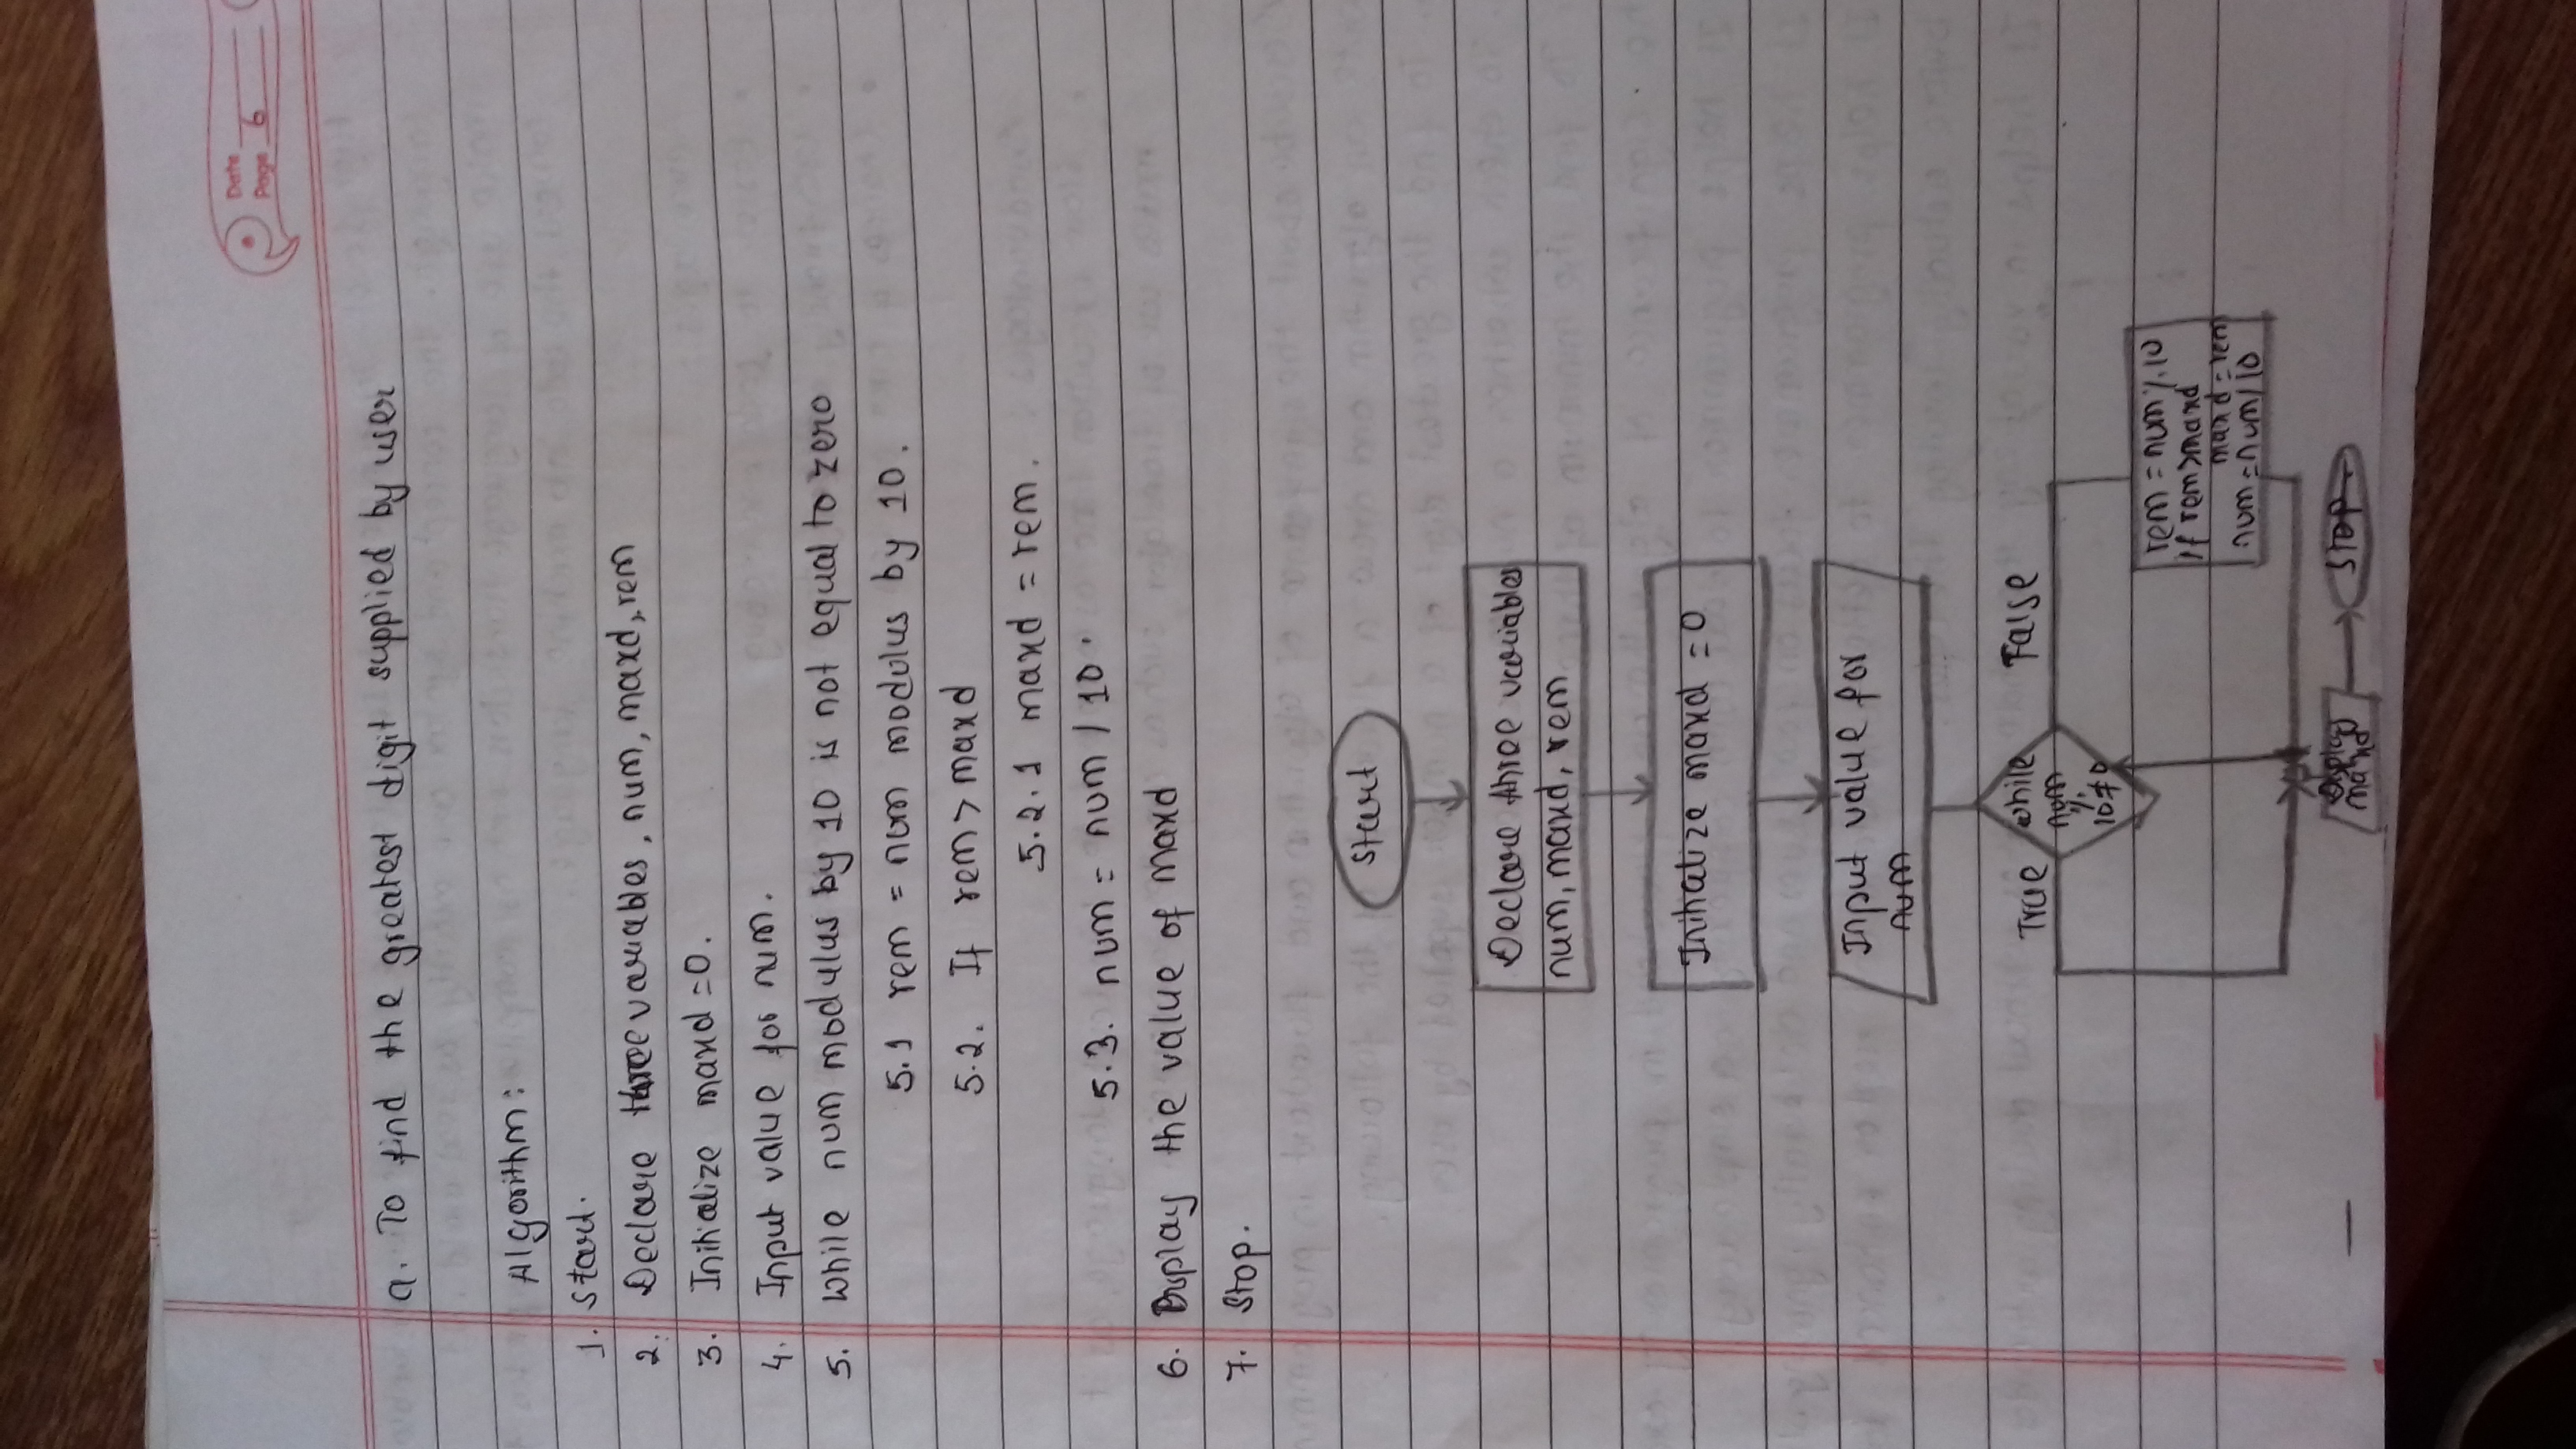 Date
Page 6
a. To find the greatest digit supplied by user
Algorithm:
1. Start.
2. Declare three variables, num, maxd, rem
3. Initialize maxd = 0.
4. Input value for num.
5. While num modulus by 10 is not equal to zero
5.1 rem = num modulus by 10.
5.2. If rem > maxd
5.2.1 maxd = rem.
5.3. num = num / 10.
6. Display the value of maxd
7. Stop.
Start
Declare three variables
num, maxd, rem
Initialize maxd = 0
Input value for
num
True
while
num
%
10≠0
False
rem = num % 10
if rem>maxd
maxd = rem
num = num/10
Display
maxd
Stop